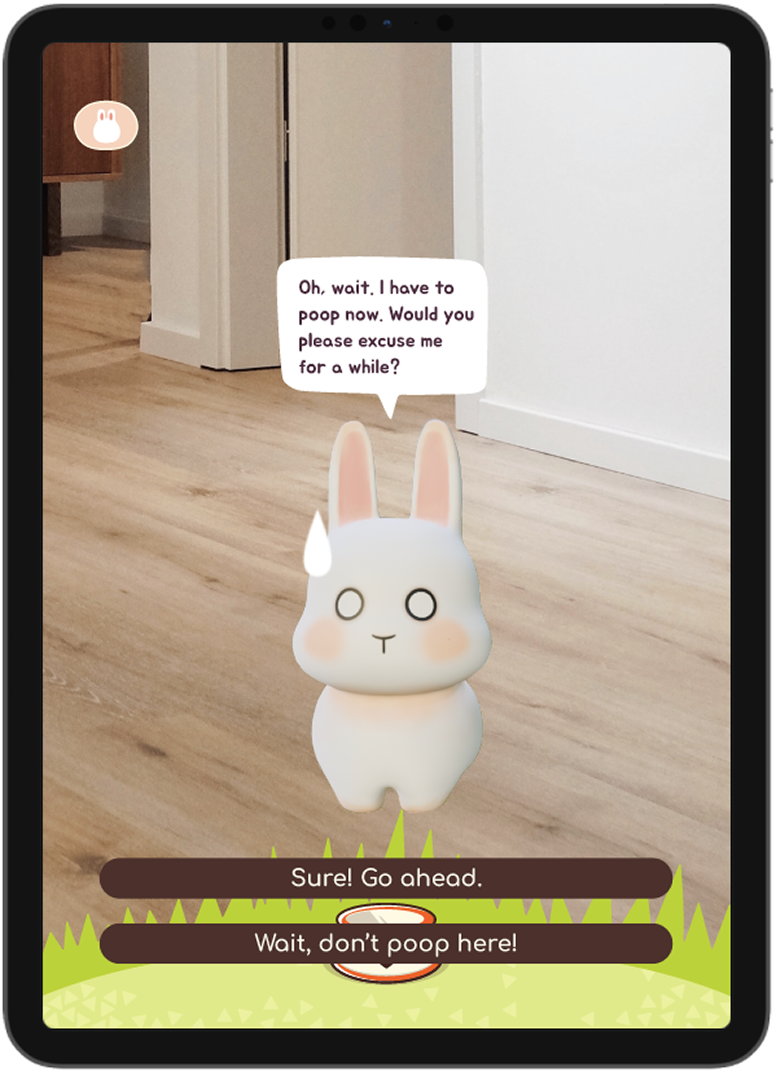 Oh, wait. I have to
poop now. Would you
please excuse me
for a while?
Sure! Go ahead.
Wait, don't poop here!